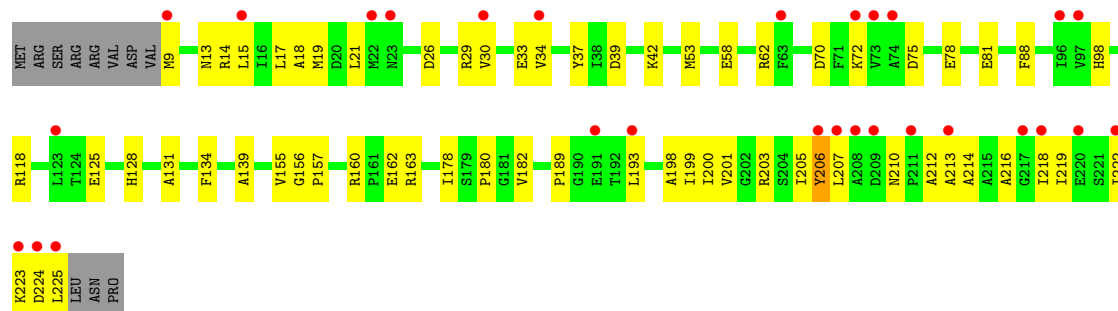 MET ARG SER ARG ARG VAL ASP VAL M9 N13 R14 L15 I16 L17 A18 M19 D20 L21 M22 N23 D26 R29 V30 E33 V34 Y37 I38 D39 K42 M53 E58 R62 F63 D70 F71 K72 V73 A74 D75 E78 E81 F88 I96 V97 H98
R118 L123 T124 E125 H128 A131 F134 A139 V155 G156 P157 R160 P161 E162 R163 I178 S179 P180 G181 V182 P189 G190 E191 T192 L193 A198 I199 I200 V201 G202 R203 S204 I205 Y206 L207 A208 D209 N210 P211 A212 A213 A214 A215 A216 G217 I218 I219 E220 S221
K223 D224 L225 LEU ASN PRO